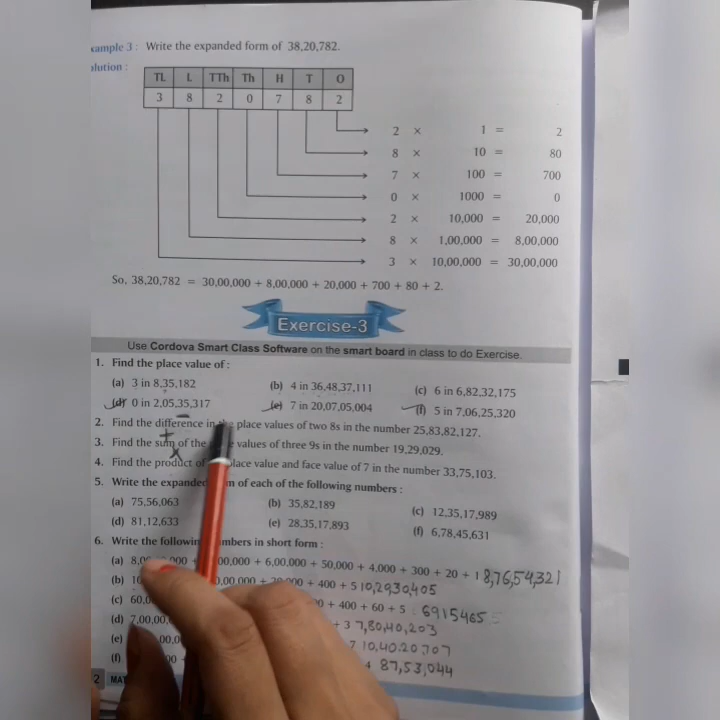 xample 3 : Write the expanded form of 38,20,782.
olution :
TL L TTh Th H T O
3 8 2 0 7 8 2
2 × 1 = 2
8 × 10 = 80
7 × 100 = 700
0 × 1000 = 0
2 × 10,000 = 20,000
8 × 1,00,000 = 8,00,000
3 × 10,00,000 = 30,00,000
So, 38,20,782 = 30,00,000 + 8,00,000 + 20,000 + 700 + 80 + 2.
Exercise-3
Use Cordova Smart Class Software on the smart board in class to do Exercise.
1. Find the place value of :
(a) 3 in 8,35,182 (b) 4 in 36,48,37,111 (c) 6 in 6,82,32,175
(d) 0 in 2,05,35,317 (e) 7 in 20,07,05,004 (f) 5 in 7,06,25,320
2. Find the difference in the place values of two 8s in the number 25,83,82,127.
3. Find the sum of the values of three 9s in the number 19,29,029.
4. Find the product of place value and face value of 7 in the number 33,75,103.
5. Write the expanded of each of the following numbers :
(a) 75,56,063 (b) 35,82,189 (c) 12,35,17,989
(d) 81,12,633 (e) 28,35,17,893 (f) 6,78,45,631
6. Write the following numbers in short form :
(a) + 6,00,000 + 50,000 + 4,000 + 300 + 20 + 1 8,76,54,321
(b) + 400 + 5 10,2930,405
(c) + 400 + 60 + 5 : 6915465
(d) 7,00,00, + 3 7,80,40,203
(e) 7 10,40.20,707
(f) 4 87,53,044
2 MAT